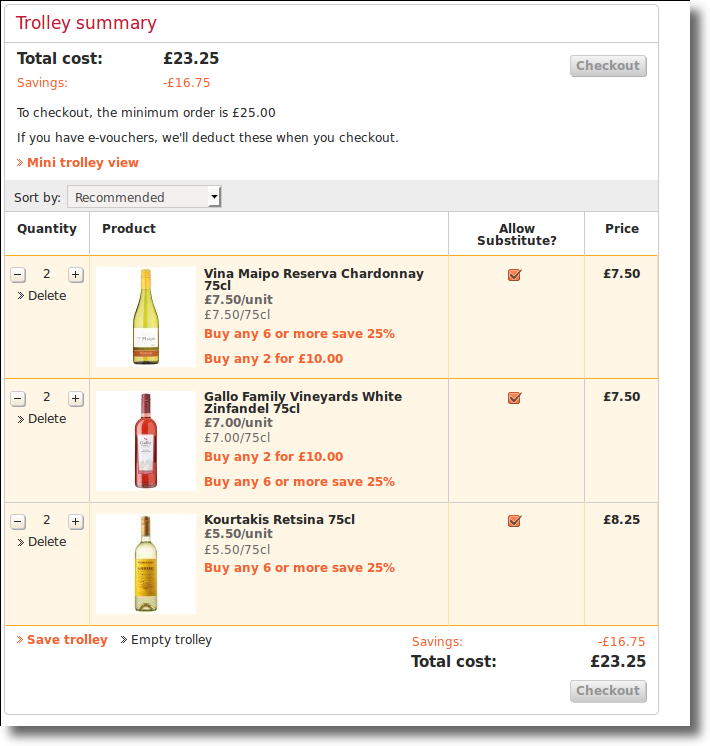 Trolley summary
Total cost: £23.25
Checkout
Savings: -£16.75
To checkout, the minimum order is £25.00
If you have e-vouchers, we'll deduct these when you checkout.
Mini trolley view
Sort by: Recommended
Quantity Product Allow Substitute? Price
2
Delete
Vina Maipo Reserva Chardonnay
75cl
£7.50/unit
£7.50/75cl
Buy any 6 or more save 25%
Buy any 2 for £10.00
£7.50
2
Delete
Gallo Family Vineyards White
Zinfandel 75cl
£7.00/unit
£7.00/75cl
Buy any 2 for £10.00
Buy any 6 or more save 25%
£7.50
2
Delete
Kourtakis Retsina 75cl
£5.50/unit
£5.50/75cl
Buy any 6 or more save 25%
£8.25
Save trolley Empty trolley
Savings: -£16.75
Total cost: £23.25
Checkout